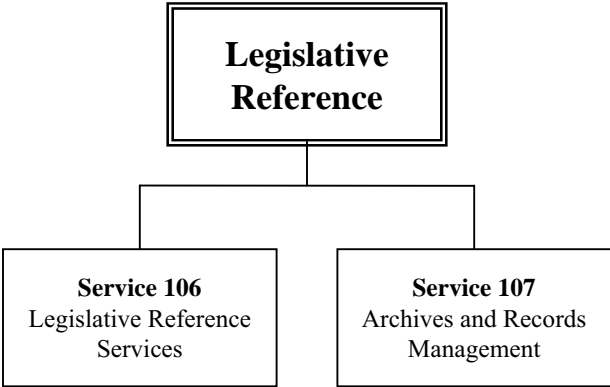 Legislative
Reference
Service 106
Legislative Reference
Services
Service 107
Archives and Records
Management